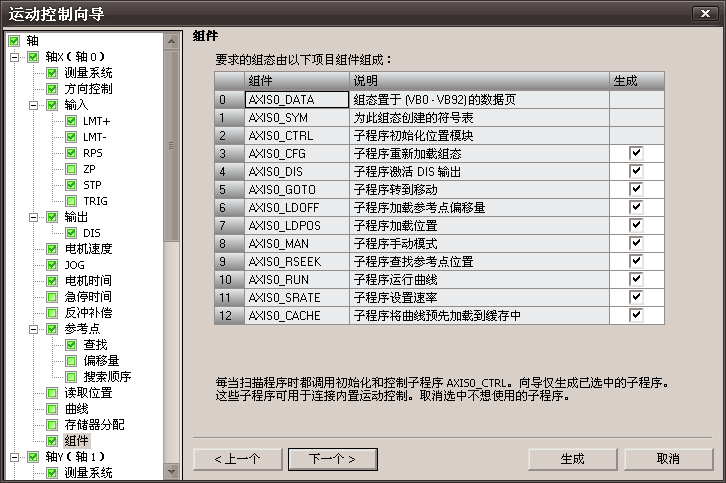 运动控制向导
轴
轴X（轴0）
测量系统
方向控制
输入
LMT+
LMT-
RPS
ZP
STP
TRIG
输出
DIS
电机速度
JOG
电机时间
急停时间
反冲补偿
参考点
查找
偏移量
搜索顺序
读取位置
曲线
存储器分配
组件
轴Y（轴1）
测量系统
组件
要求的组态由以下项目组件组成：
组件 说明 生成
0 AXIS0_DATA 组态置于 (VB0 - VB92) 的数据页
1 AXIS0_SYM 为此组态创建的符号表
2 AXIS0_CTRL 子程序初始化位置模块
3 AXIS0_CFG 子程序重新加载组态
4 AXIS0_DIS 子程序激活 DIS 输出
5 AXIS0_GOTO 子程序转到移动
6 AXIS0_LDOFF 子程序加载参考点偏移量
7 AXIS0_LDPOS 子程序加载位置
8 AXIS0_MAN 子程序手动模式
9 AXIS0_RSEEK 子程序查找参考点位置
10 AXIS0_RUN 子程序运行曲线
11 AXIS0_SRATE 子程序设置速率
12 AXIS0_CACHE 子程序将曲线预先加载到缓存中
每当扫描程序时都调用初始化和控制子程序 AXIS0_CTRL。向导仅生成已选中的子程序。
这些子程序可用于连接内置运动控制。取消选中不想使用的子程序。
< 上一个 下一个 > 生成 取消